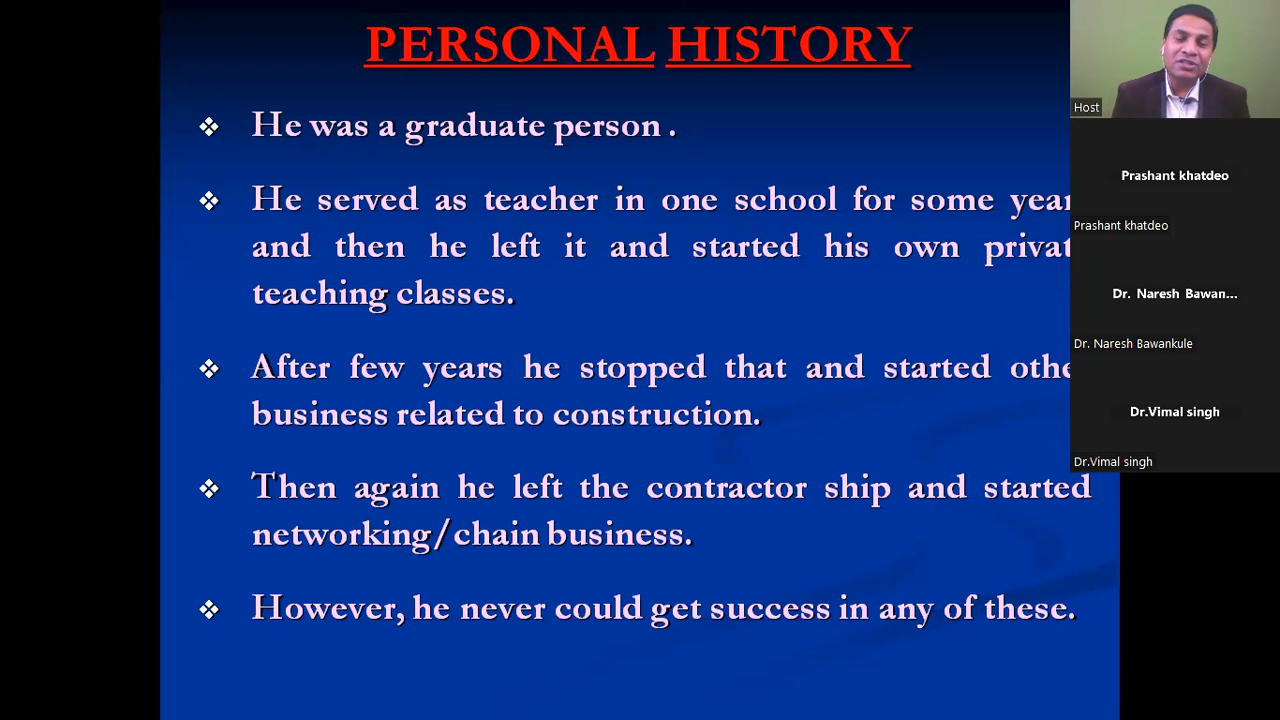 PERSONAL HISTORY
He was a graduate person .
He served as teacher in one school for some year
and then he left it and started his own privat
teaching classes.
After few years he stopped that and started othe
business related to construction.
Then again he left the contractor ship and started
networking/chain business.
However, he never could get success in any of these.
Host
Prashant khatdeo
Prashant khatdeo
Dr. Naresh Bawan...
Dr. Naresh Bawankule
Dr.Vimal singh
Dr.Vimal singh